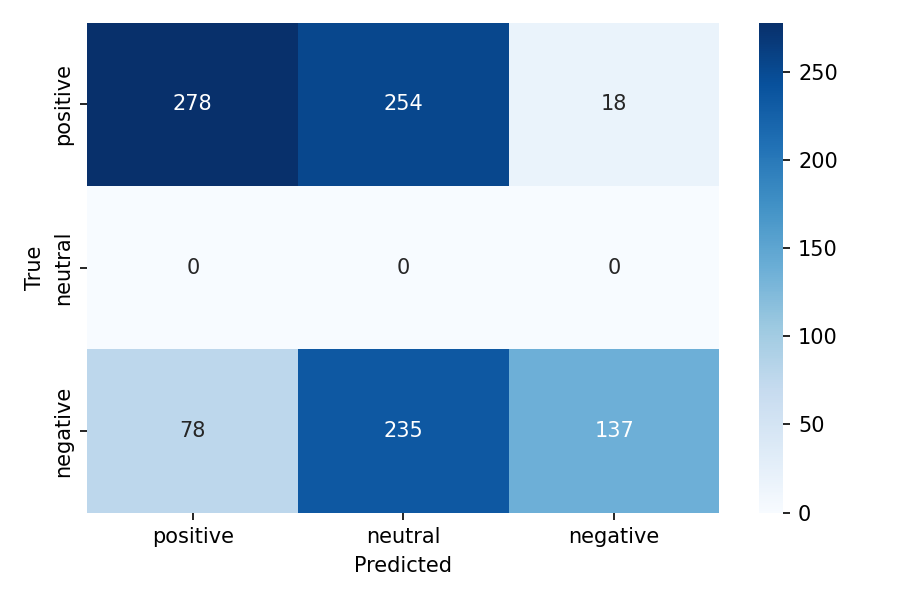 positive
278
254
18
250
200
True
neutral
0
0
0
150
100
negative
78
235
137
50
0
positive
neutral
negative
Predicted